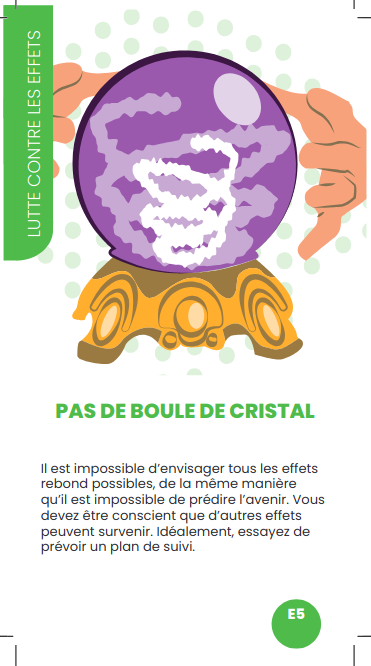 LUTTE CONTRE LES EFFETS
PAS DE BOULE DE CRISTAL
Il est impossible d’envisager tous les effets
rebond possibles, de la même manière
qu’il est impossible de prédire l’avenir. Vous
devez être conscient que d’autres effets
peuvent survenir. Idéalement, essayez de
prévoir un plan de suivi.
E5